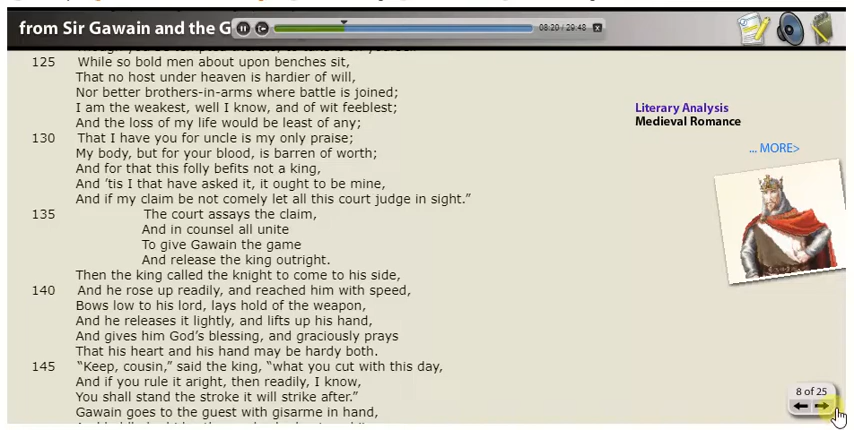 from Sir Gawain and the G
08:20 / 29:48
125 While so bold men about upon benches sit,
That no host under heaven is hardier of will,
Nor better brothers-in-arms where battle is joined;
I am the weakest, well I know, and of wit feeblest;
And the loss of my life would be least of any;
130 That I have you for uncle is my only praise;
My body, but for your blood, is barren of worth;
And for that this folly befits not a king,
And ’tis I that have asked it, it ought to be mine,
And if my claim be not comely let all this court judge in sight.”
135 The court assays the claim,
And in counsel all unite
To give Gawain the game
And release the king outright.
Then the king called the knight to come to his side,
140 And he rose up readily, and reached him with speed,
Bows low to his lord, lays hold of the weapon,
And he releases it lightly, and lifts up his hand,
And gives him God’s blessing, and graciously prays
That his heart and his hand may be hardy both.
145 “Keep, cousin,” said the king, “what you cut with this day,
And if you rule it aright, then readily, I know,
You shall stand the stroke it will strike after.”
Gawain goes to the guest with gisarme in hand,
Literary Analysis
Medieval Romance
... MORE>
8 of 25